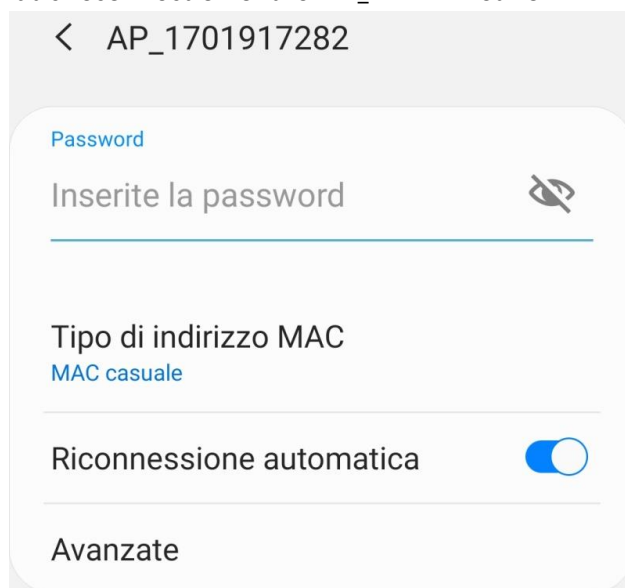 AP_1701917282
Password
Inserite la password
Tipo di indirizzo MAC
MAC casuale
Riconnessione automatica
Avanzate